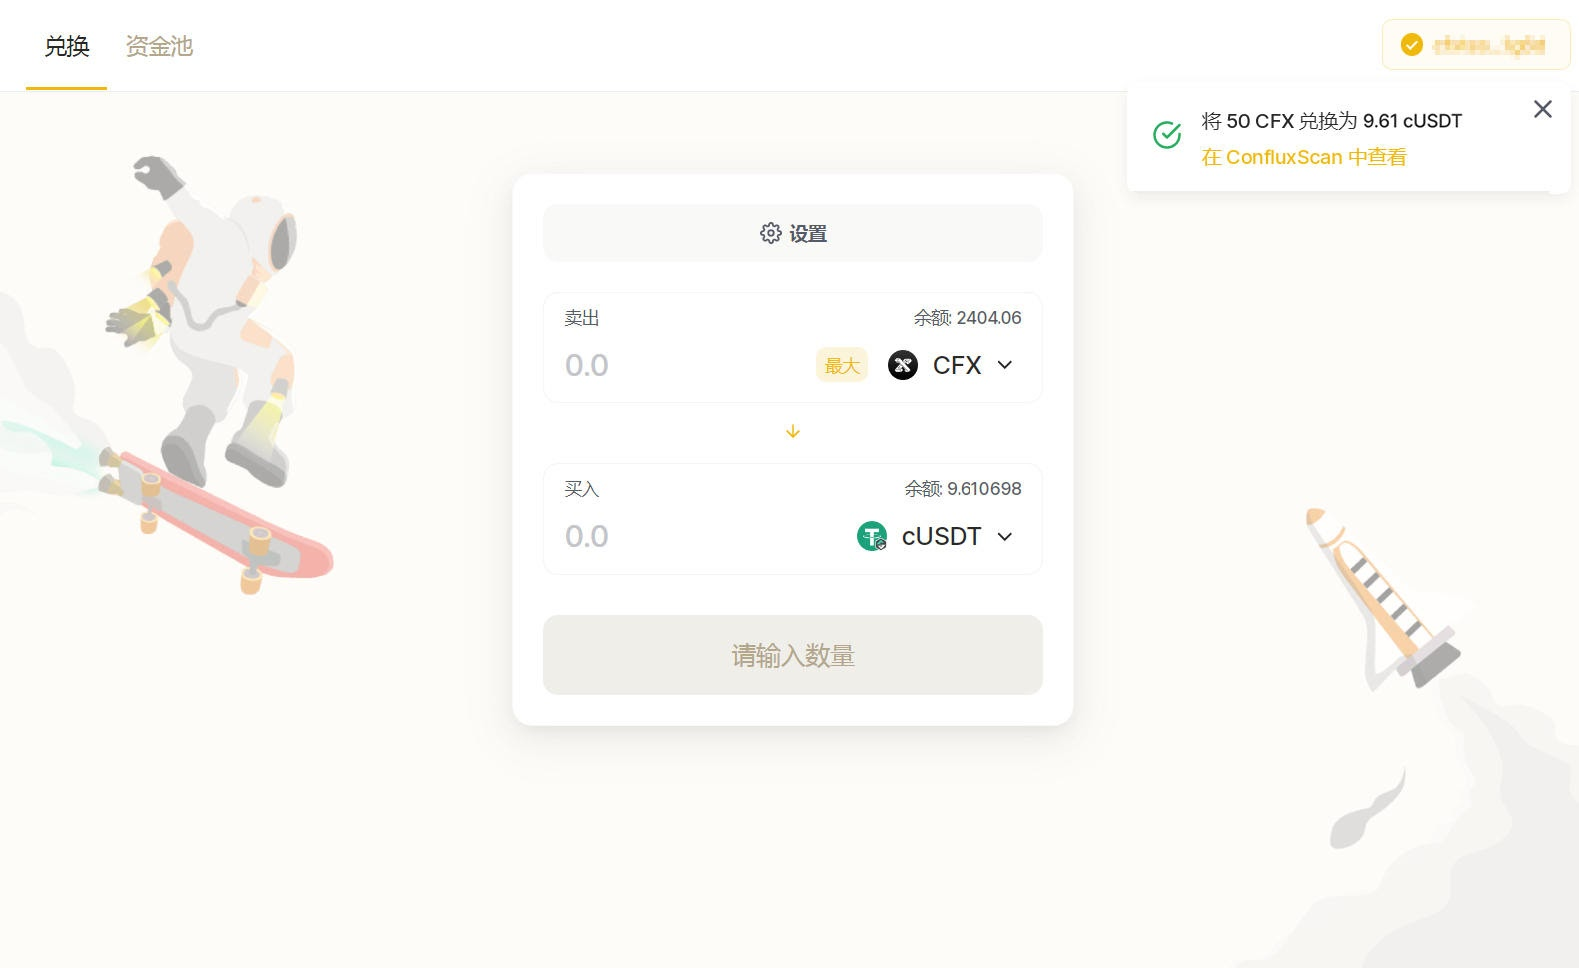 兑换 资金池
将 50 CFX 兑换为 9.61 cUSDT
在 ConfluxScan 中查看
设置
卖出 余额: 2404.06
0.0 最大 CFX
买入 余额: 9.610698
0.0 cUSDT
请输入数量